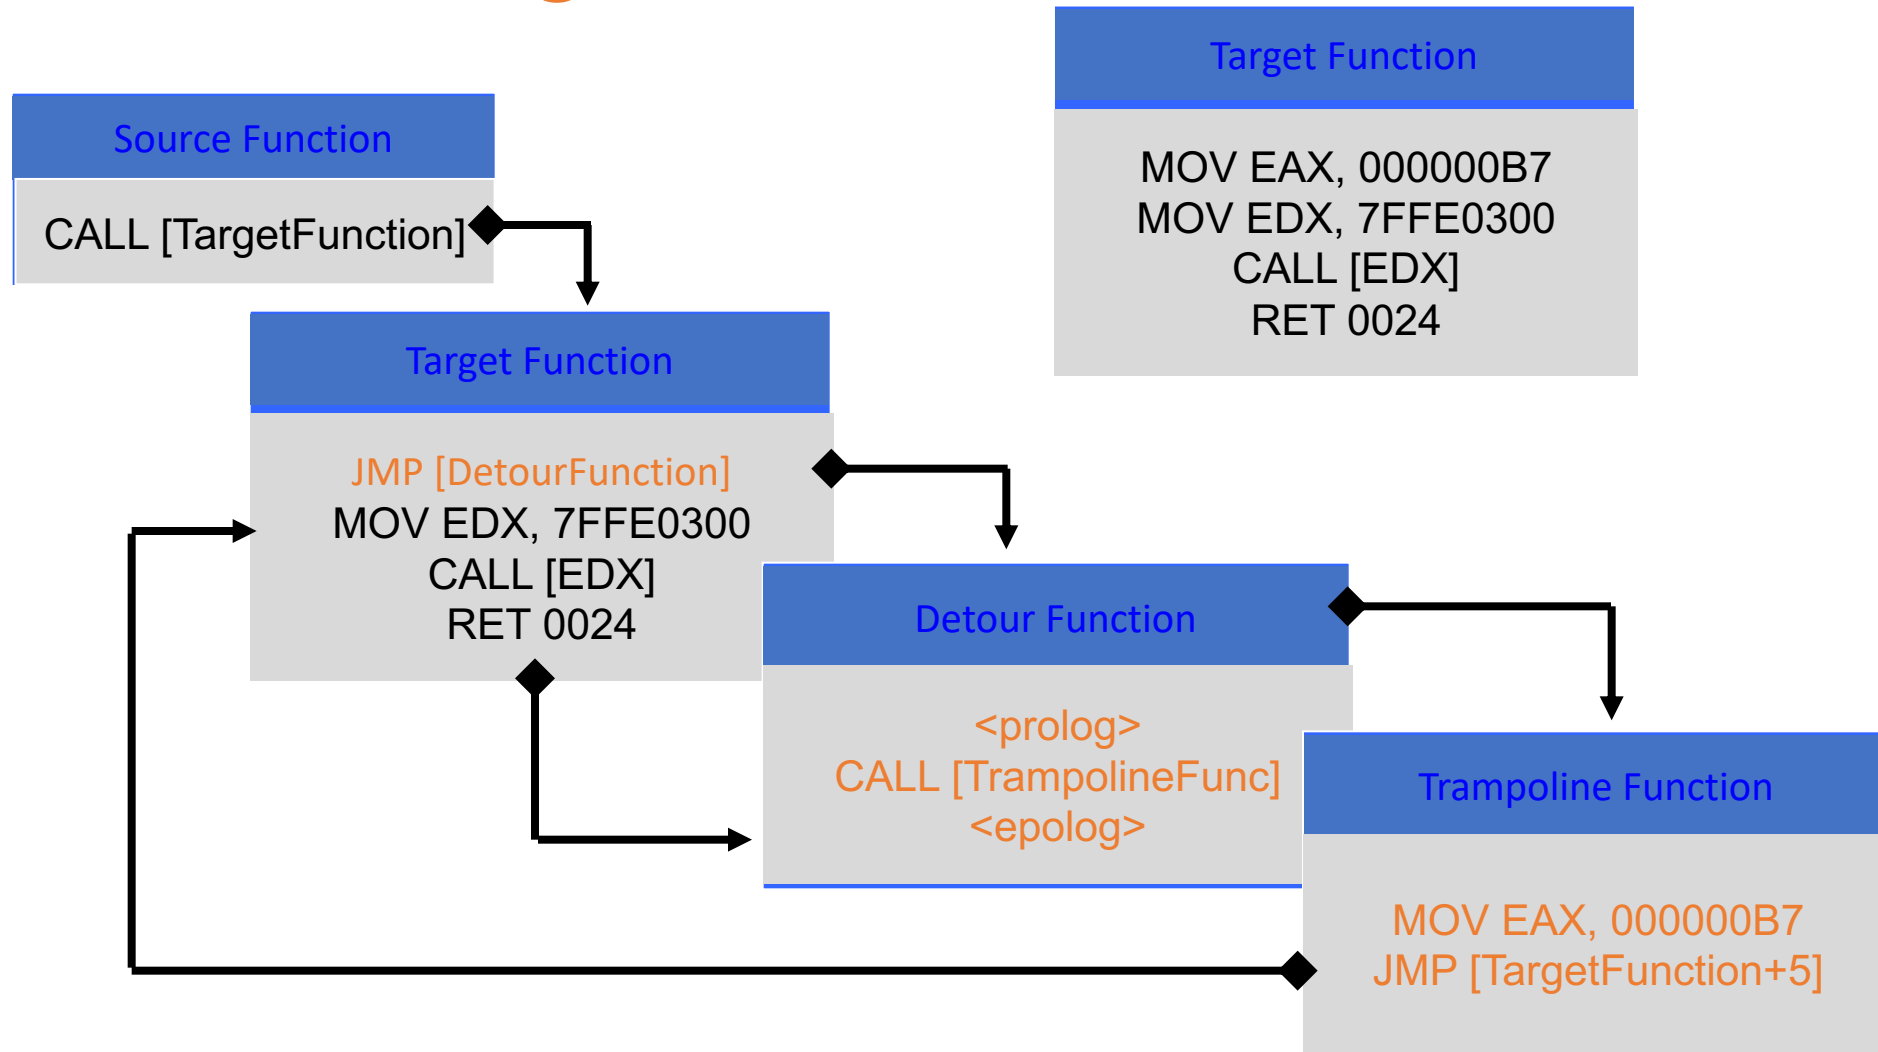 Target Function
MOV EAX, 000000B7
MOV EDX, 7FFE0300
CALL [EDX]
RET 0024
Source Function
CALL [TargetFunction]
Target Function
JMP [DetourFunction]
MOV EDX, 7FFE0300
CALL [EDX]
RET 0024
Detour Function
<prolog>
CALL [TrampolineFunc]
<epolog>
Trampoline Function
MOV EAX, 000000B7
JMP [TargetFunction+5]